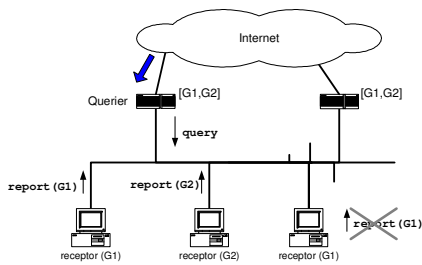 Internet
[G1,G2]
Querier
[G1,G2]
query
report(G1)
report(G2)
report(G1)
receptor (G1)
receptor (G2)
receptor (G1)